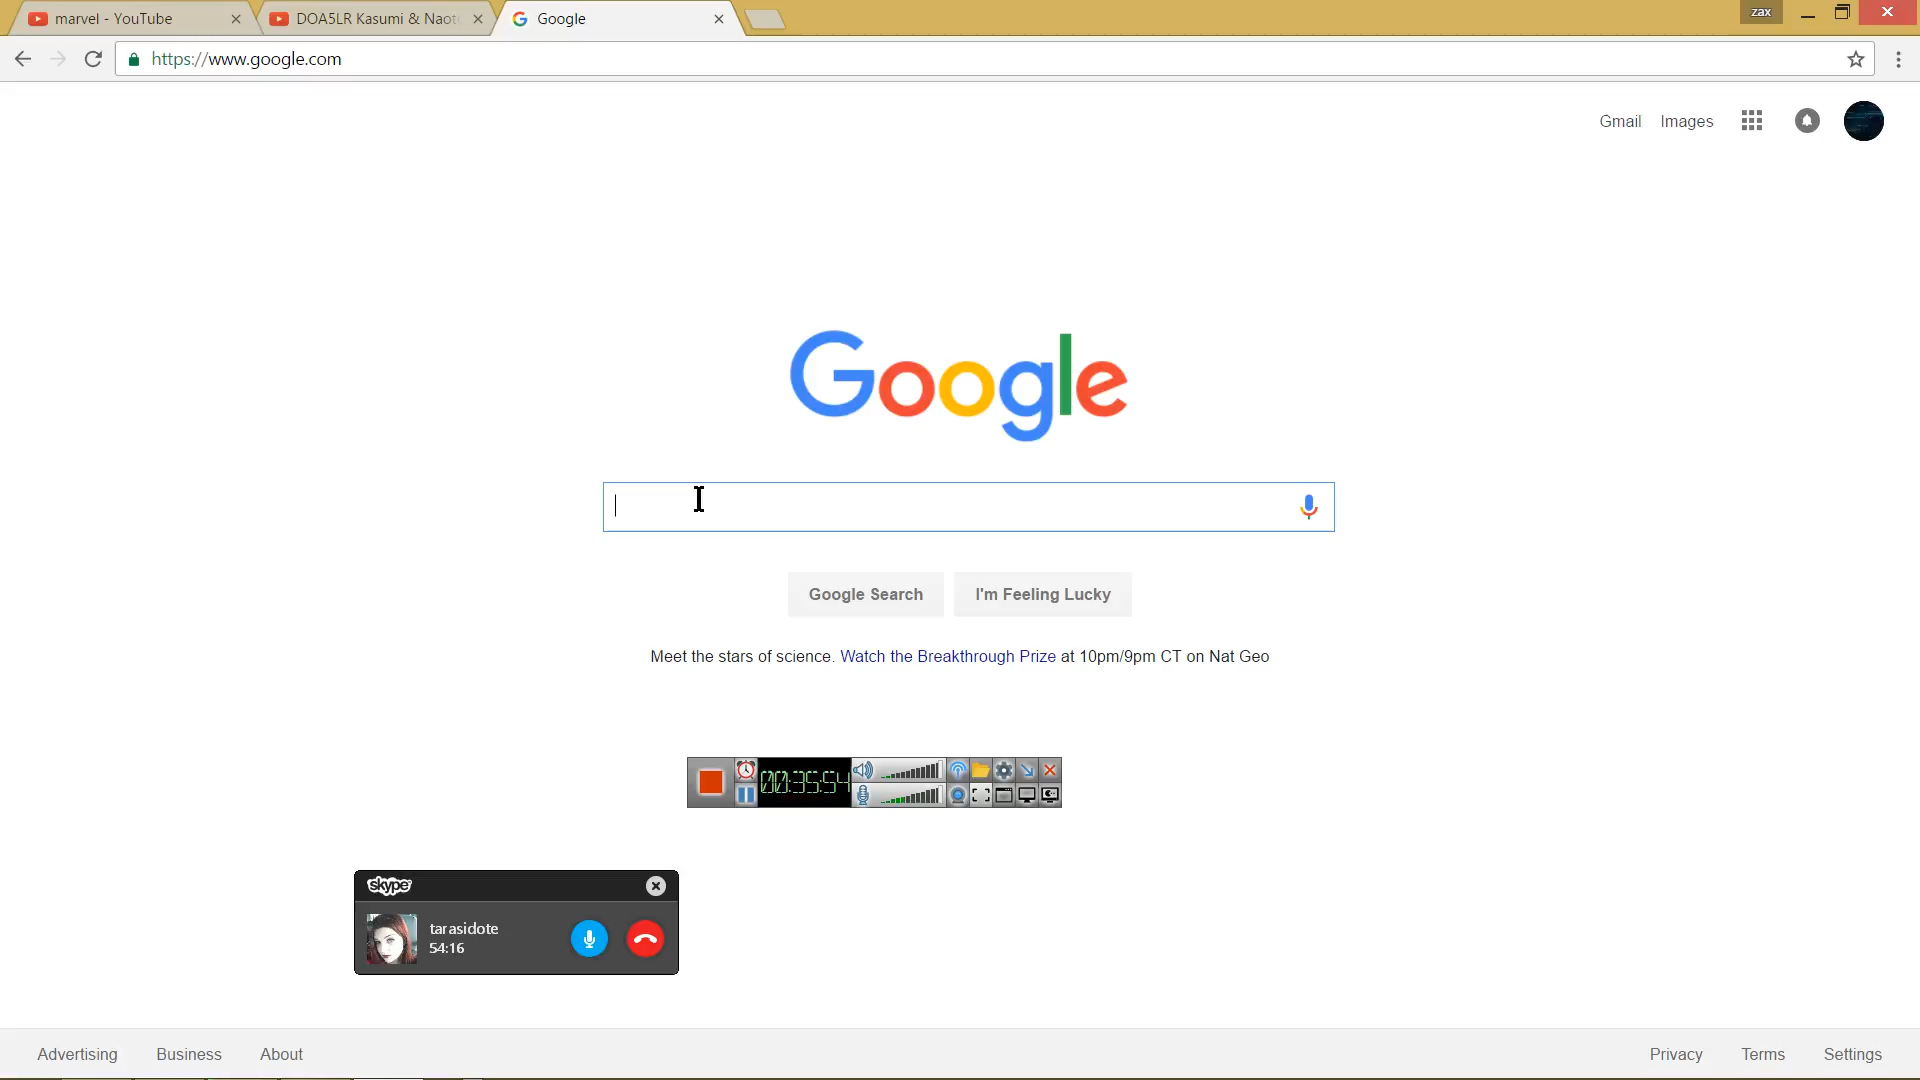 marvel - YouTube
DOA5LR Kasumi & Naot
Google
zax
https://www.google.com
Gmail
Images
Google
Google Search
I'm Feeling Lucky
Meet the stars of science. Watch the Breakthrough Prize at 10pm/9pm CT on Nat Geo
00:35:54
skype
tarasidote
54:16
Advertising
Business
About
Privacy
Terms
Settings